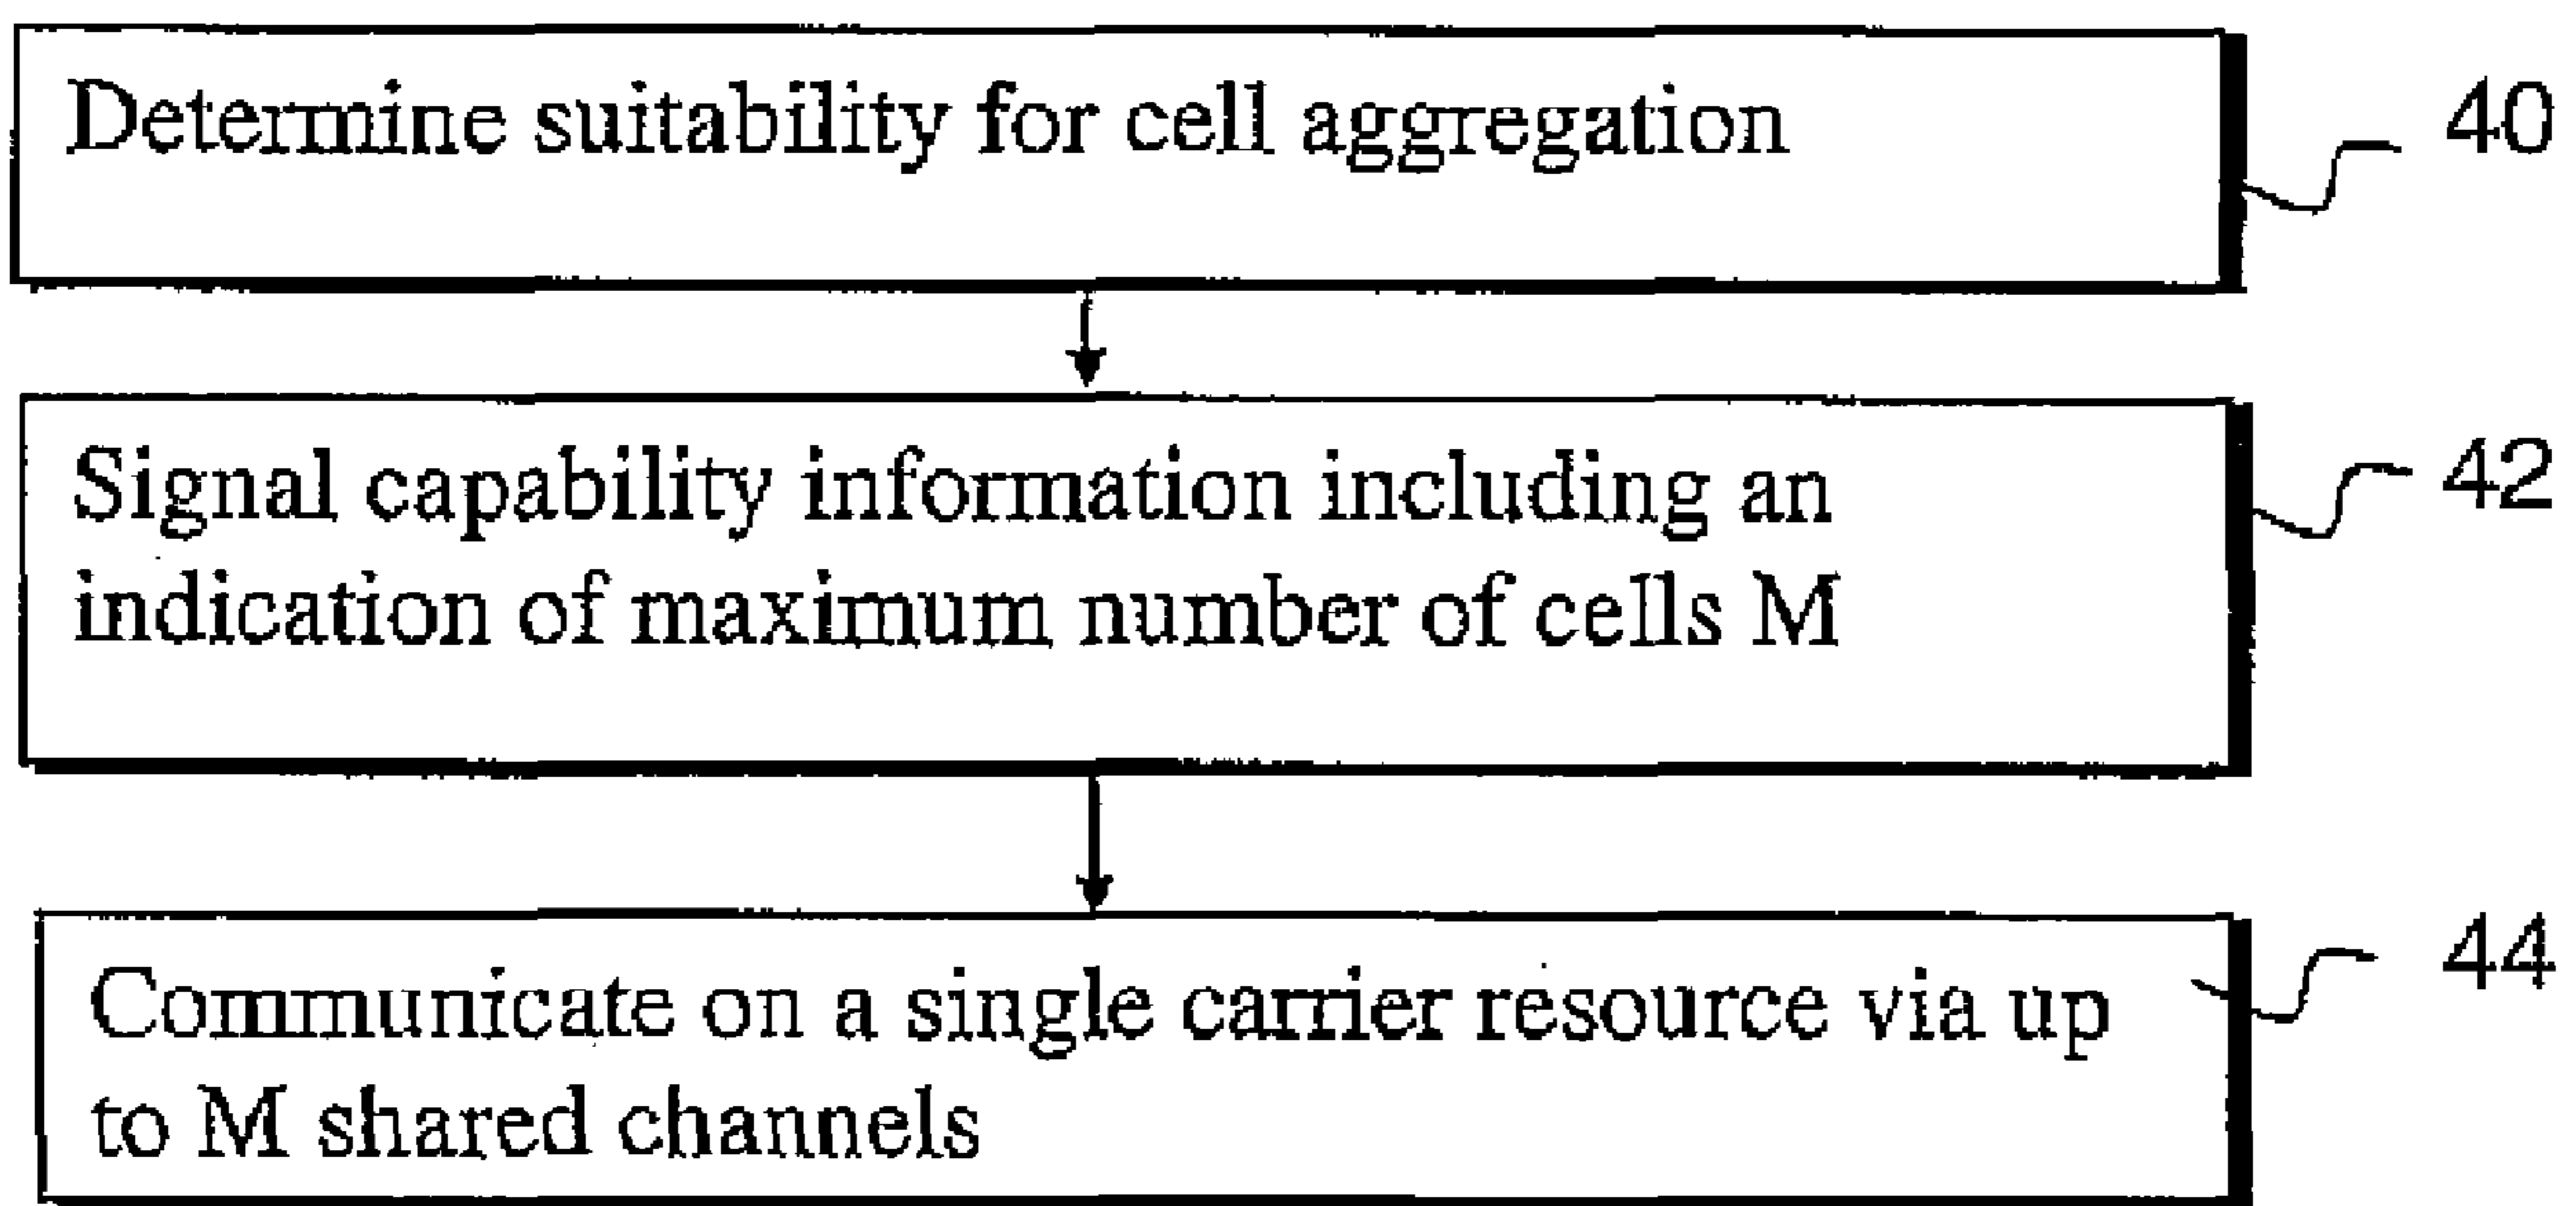 Determine suitability for cell aggregation
40
Signal capability information including an
indication of maximum number of cells M
42
Communicate on a single carrier resource via up
to M shared channels
44